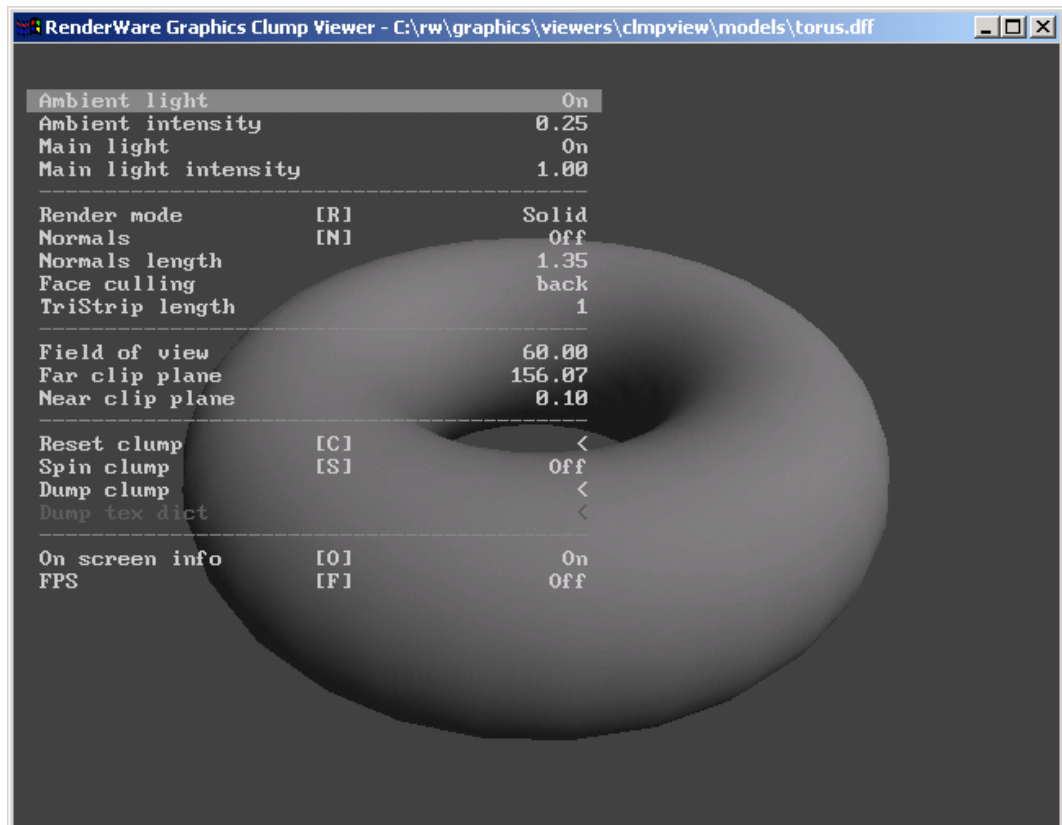 RenderWare Graphics Clump Viewer - C:\rw\graphics\viewers\clmpview\models\torus.dff
Ambient light On
Ambient intensity 0.25
Main light On
Main light intensity 1.00
Render mode [R] Solid
Normals [N] Off
Normals length 1.35
Face culling back
TriStrip length 1
Field of view 60.00
Far clip plane 156.07
Near clip plane 0.10
Reset clump [C] <
Spin clump [S] Off
Dump clump <
Dump tex dict <
On screen info [O] On
FPS [F] Off